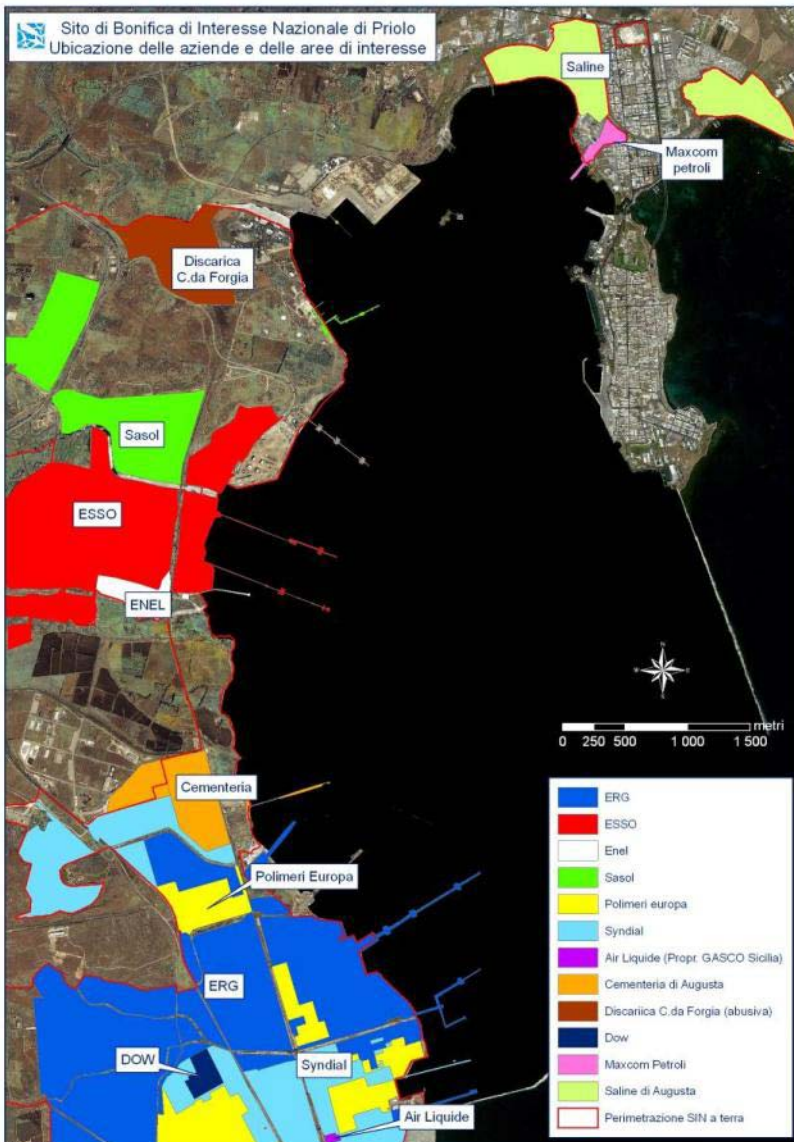 Sito di Bonifica di Interesse Nazionale di Priolo
Ubicazione delle aziende e delle aree di interesse
Saline
Maxcom
petroli
Discarica
C.da Forgia
Sasol
ESSO
ENEL
N
W
E
S
metri
0 250 500 1 000 1 500
Cementeria
Polimeri Europa
ERG
DOW
Syndial
Air Liquide
ERG
ESSO
Enel
Sasol
Polimeri europa
Syndial
Air Liquide (Propr. GASCO Sicilia)
Cementeria di Augusta
Discariica C.da Forgia (abusiva)
Dow
Maxcom Petroli
Saline di Augusta
Perimetrazione SIN a terra